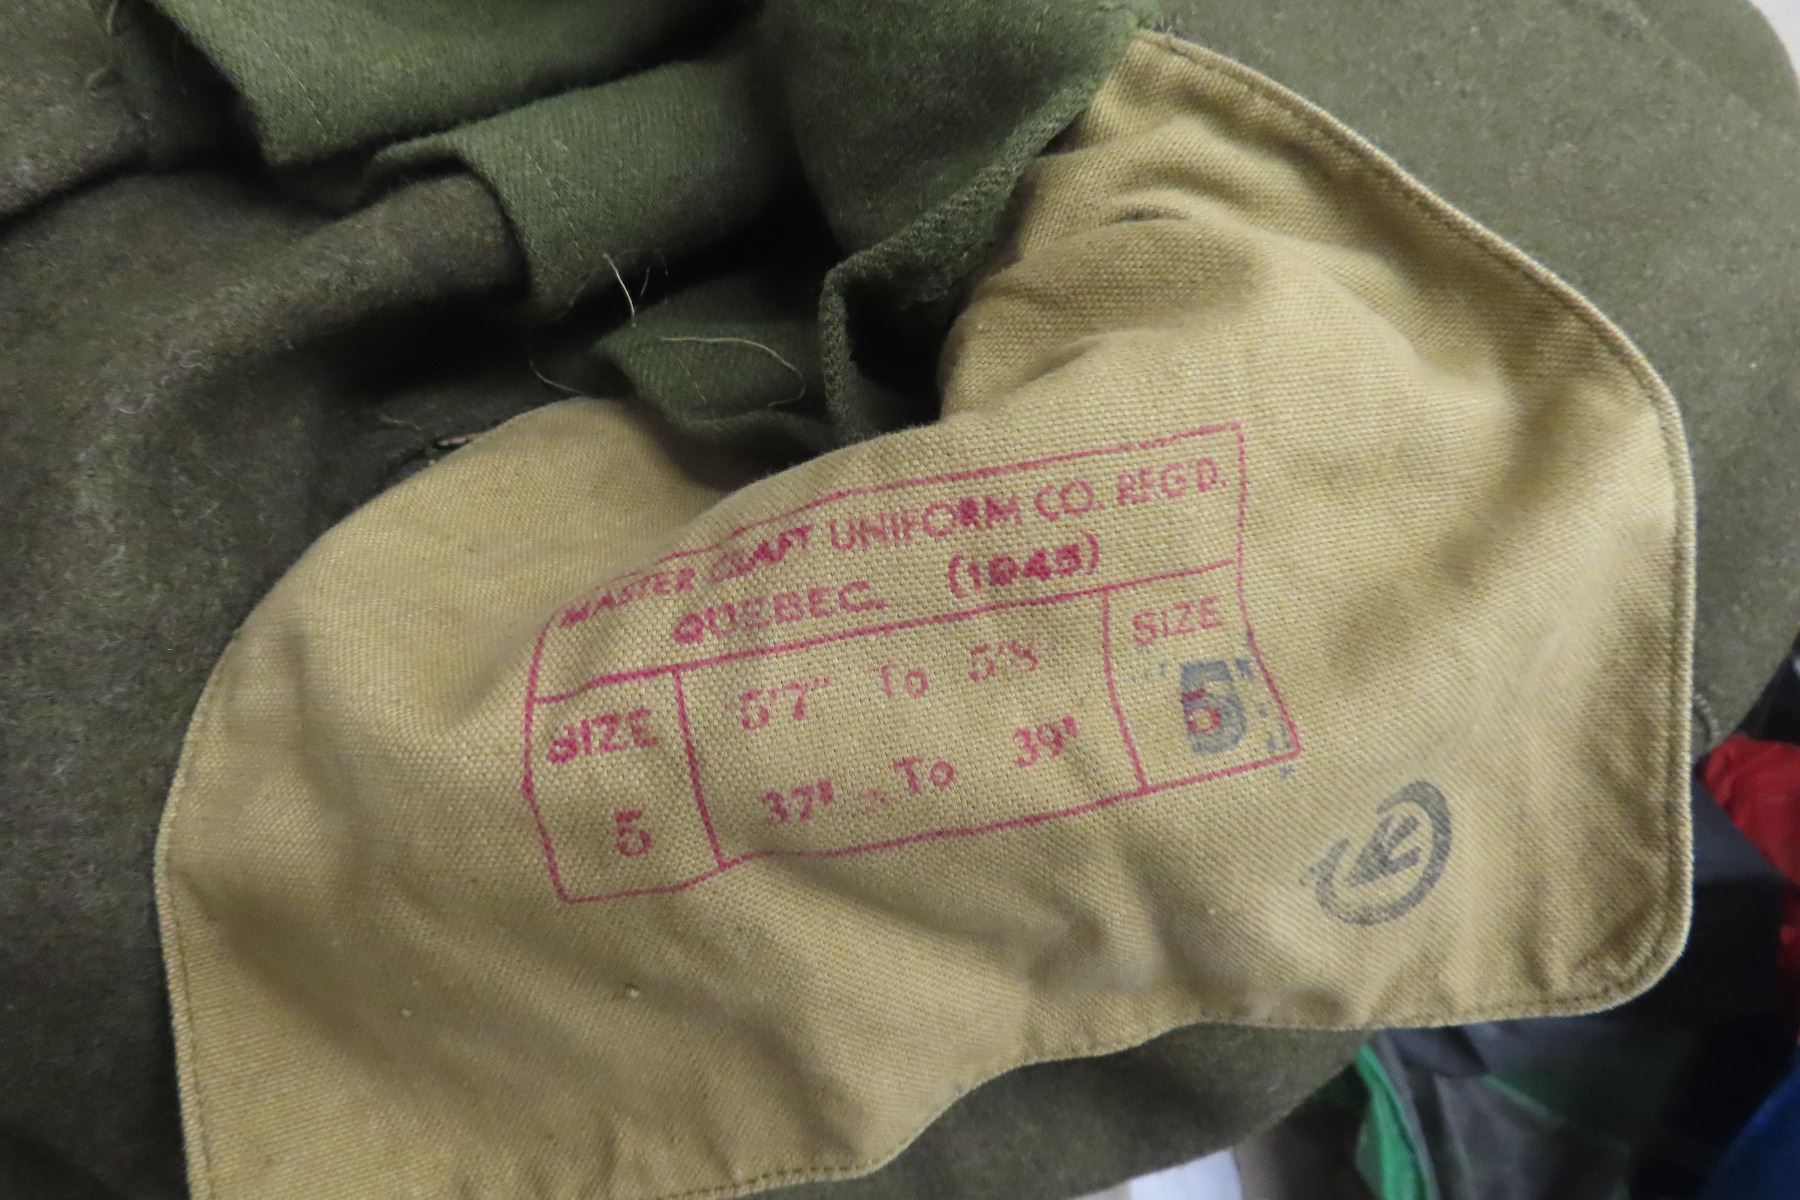 MASTER CRAFT UNIFORM CO. REG'D.
QUEBEC. (1945)
SIZE 5'7" To 5'8" SIZE
5 37" To 39" "5"